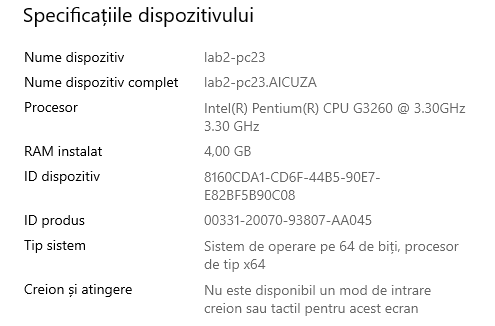 Specificațiile dispozitivului
Nume dispozitiv lab2-pc23
Nume dispozitiv complet lab2-pc23.AICUZA
Procesor Intel(R) Pentium(R) CPU G3260 @ 3.30GHz
3.30 GHz
RAM instalat 4,00 GB
ID dispozitiv 8160CDA1-CD6F-44B5-90E7-
E82BF5B90C08
ID produs 00331-20070-93807-AA045
Tip sistem Sistem de operare pe 64 de biți, procesor
de tip x64
Creion și atingere Nu este disponibil un mod de intrare
creion sau tactil pentru acest ecran